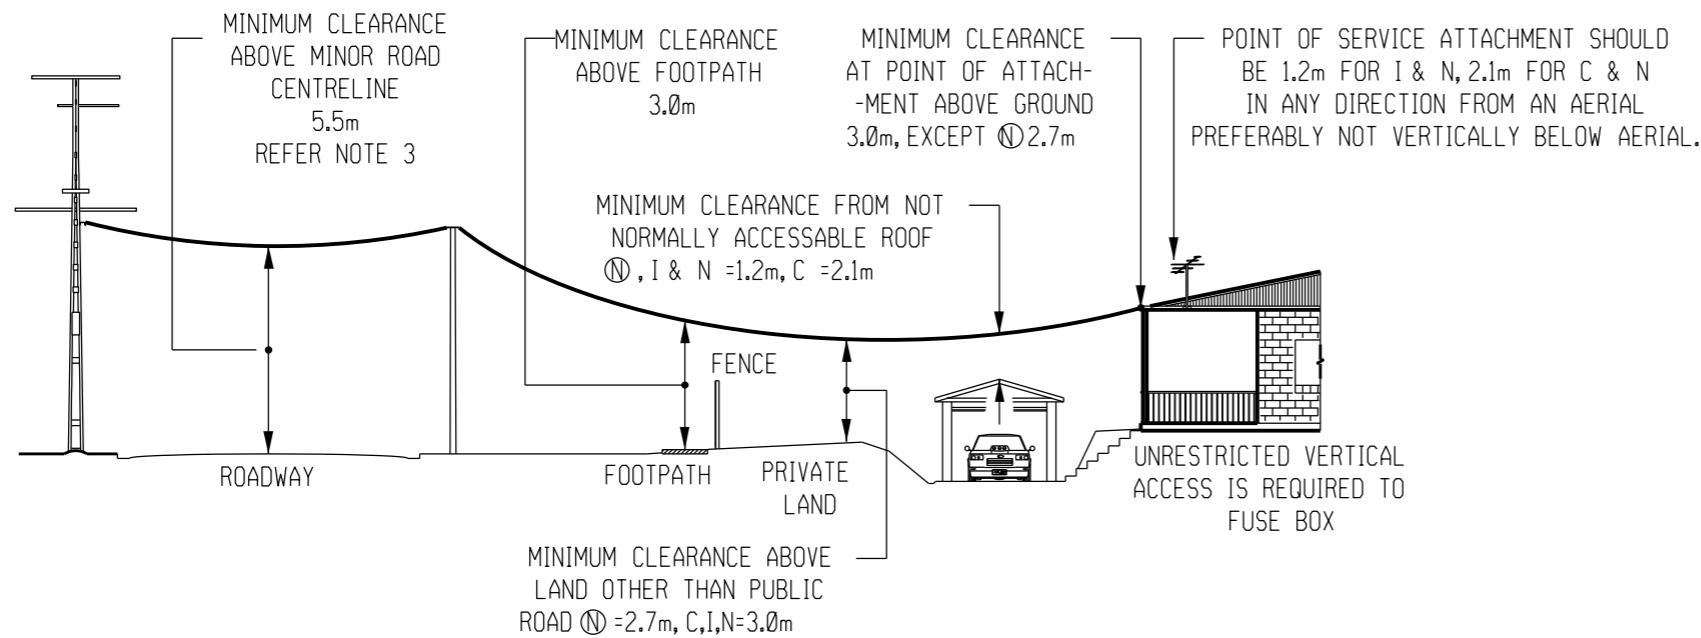 MINIMUM CLEARANCE
ABOVE MINOR ROAD
CENTRELINE
5.5m
REFER NOTE 3
MINIMUM CLEARANCE
ABOVE FOOTPATH
3.0m
MINIMUM CLEARANCE
AT POINT OF ATTACH-
-MENT ABOVE GROUND
3.0m, EXCEPT Ⓝ 2.7m
POINT OF SERVICE ATTACHMENT SHOULD
BE 1.2m FOR I & N, 2.1m FOR C & N
IN ANY DIRECTION FROM AN AERIAL
PREFERABLY NOT VERTICALLY BELOW AERIAL.
MINIMUM CLEARANCE FROM NOT
NORMALLY ACCESSABLE ROOF
Ⓝ , I & N =1.2m, C =2.1m
FENCE
ROADWAY
FOOTPATH
PRIVATE
LAND
UNRESTRICTED VERTICAL
ACCESS IS REQUIRED TO
FUSE BOX
MINIMUM CLEARANCE ABOVE
LAND OTHER THAN PUBLIC
ROAD Ⓝ =2.7m, C,I,N=3.0m